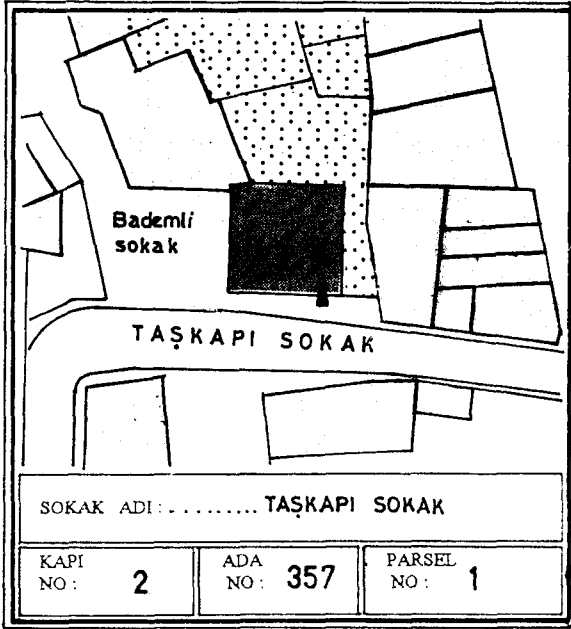 Bademli
sokak
TAŞKAPI SOKAK
SOKAK ADI:......... TAŞKAPI SOKAK
KAPI
NO: 2
ADA
NO: 357
PARSEL
NO: 1